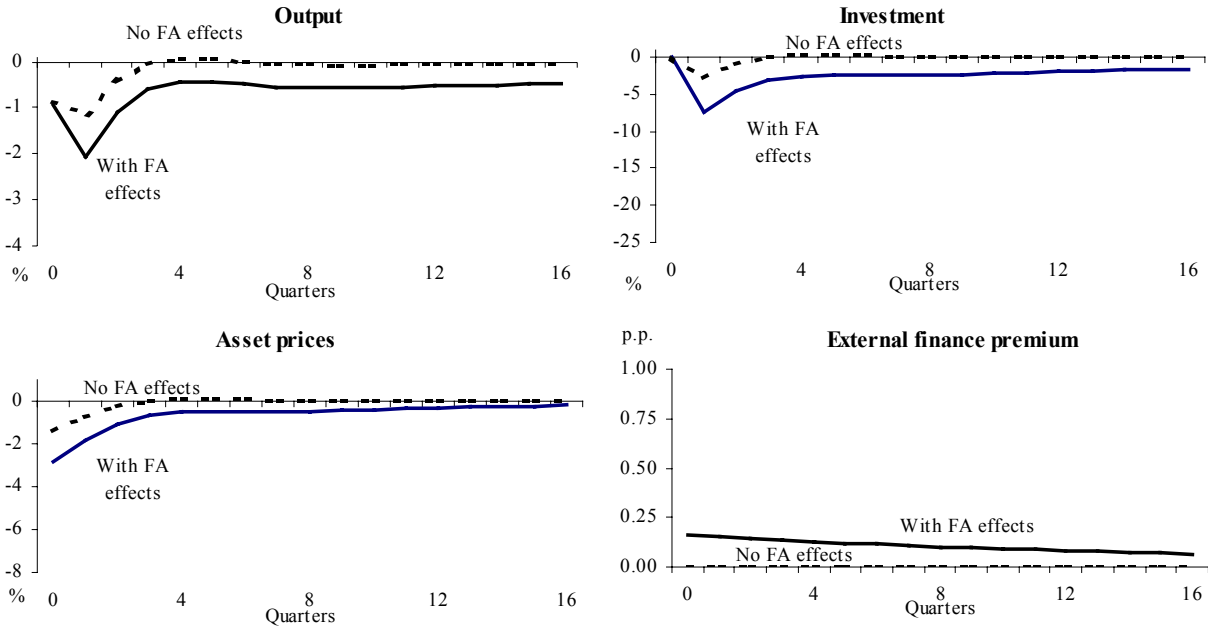 Output
No FA effects
0
-1
-2
-3
-4
With FA
effects
% 0 4 8 12 16
Quarters
Investment
No FA effects
0
-5
-10
-15
-20
-25
With FA
effects
% 0 4 8 12 16
Quarters
Asset prices
No FA effects
0
-2
-4
-6
-8
With FA
effects
% 0 4 8 12 16
Quarters
p.p.
External finance premium
1.00
0.75
0.50
0.25
0.00
With FA effects
No FA effects
0 4 8 12 16
Quarters